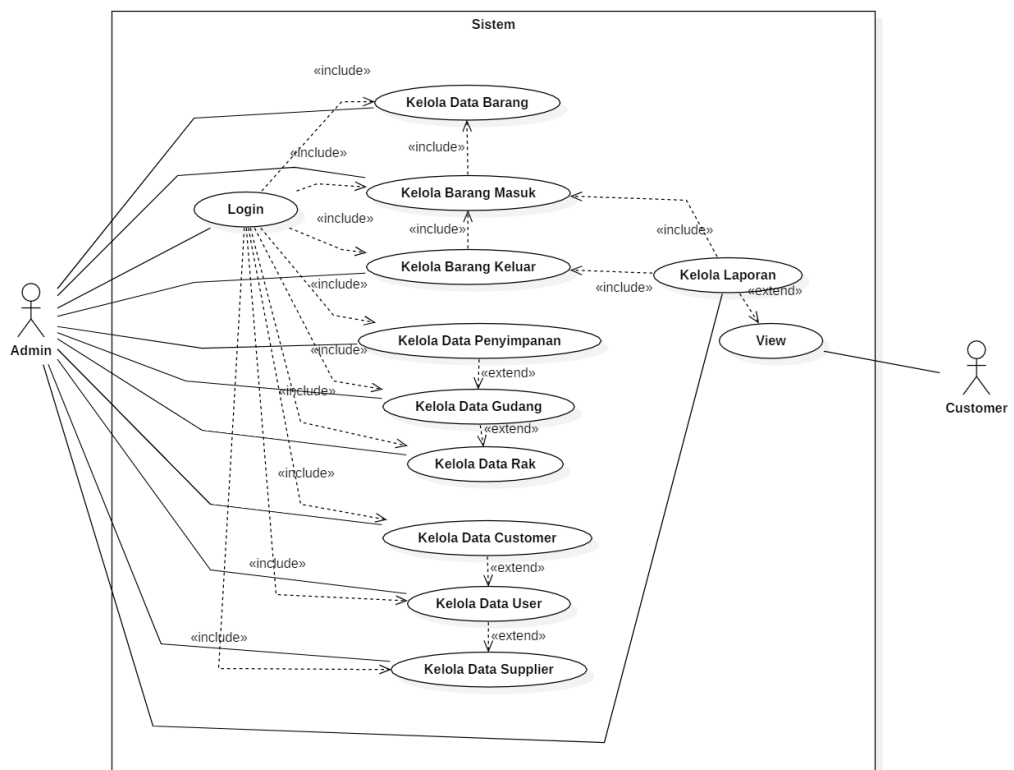 Sistem
«include»
Kelola Data Barang
«include»
«include»
Kelola Barang Masuk
Login
«include»
«include»
«include»
Kelola Barang Keluar
Kelola Laporan
«include»
«include»
«extend»
Kelola Data Penyimpanan
View
Admin
«include»
Customer
«extend»
«include»
Kelola Data Gudang
«extend»
Kelola Data Rak
«include»
Kelola Data Customer
«include»
«extend»
Kelola Data User
«include»
«extend»
Kelola Data Supplier